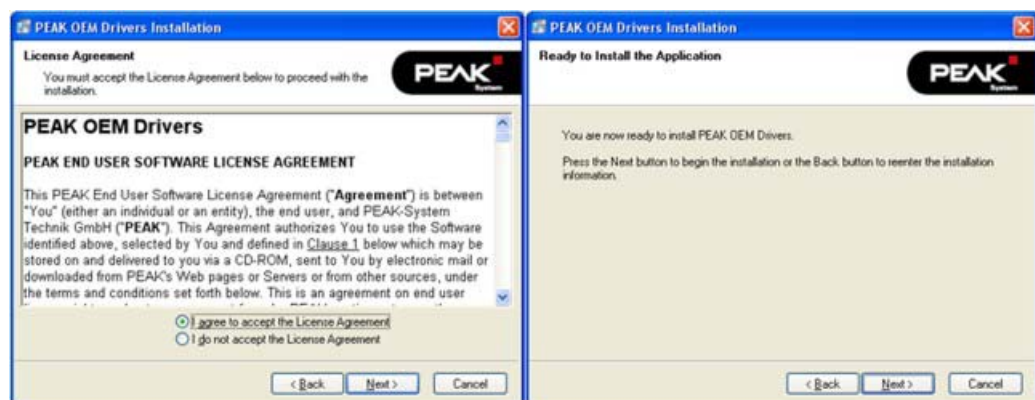 PEAK OEM Drivers Installation
License Agreement
You must accept the License Agreement below to proceed with the
installation.
PEAK
System
PEAK OEM Drivers
PEAK END USER SOFTWARE LICENSE AGREEMENT
This PEAK End User Software License Agreement ("Agreement") is between
"You" (either an individual or an entity), the end user, and PEAK-System
Technik GmbH ("PEAK"). This Agreement authorizes You to use the Software
identified above, selected by You and defined in Clause 1 below which may be
stored on and delivered to you via a CD-ROM, sent to You by electronic mail or
downloaded from PEAK's Web pages or Servers or from other sources, under
the terms and conditions set forth below. This is an agreement on end user
I agree to accept the License Agreement
I do not accept the License Agreement
< Back
Next >
Cancel
PEAK OEM Drivers Installation
Ready to Install the Application
PEAK
System
You are now ready to install PEAK OEM Drivers.
Press the Next button to begin the installation or the Back button to reenter the installation
information.
< Back
Next >
Cancel